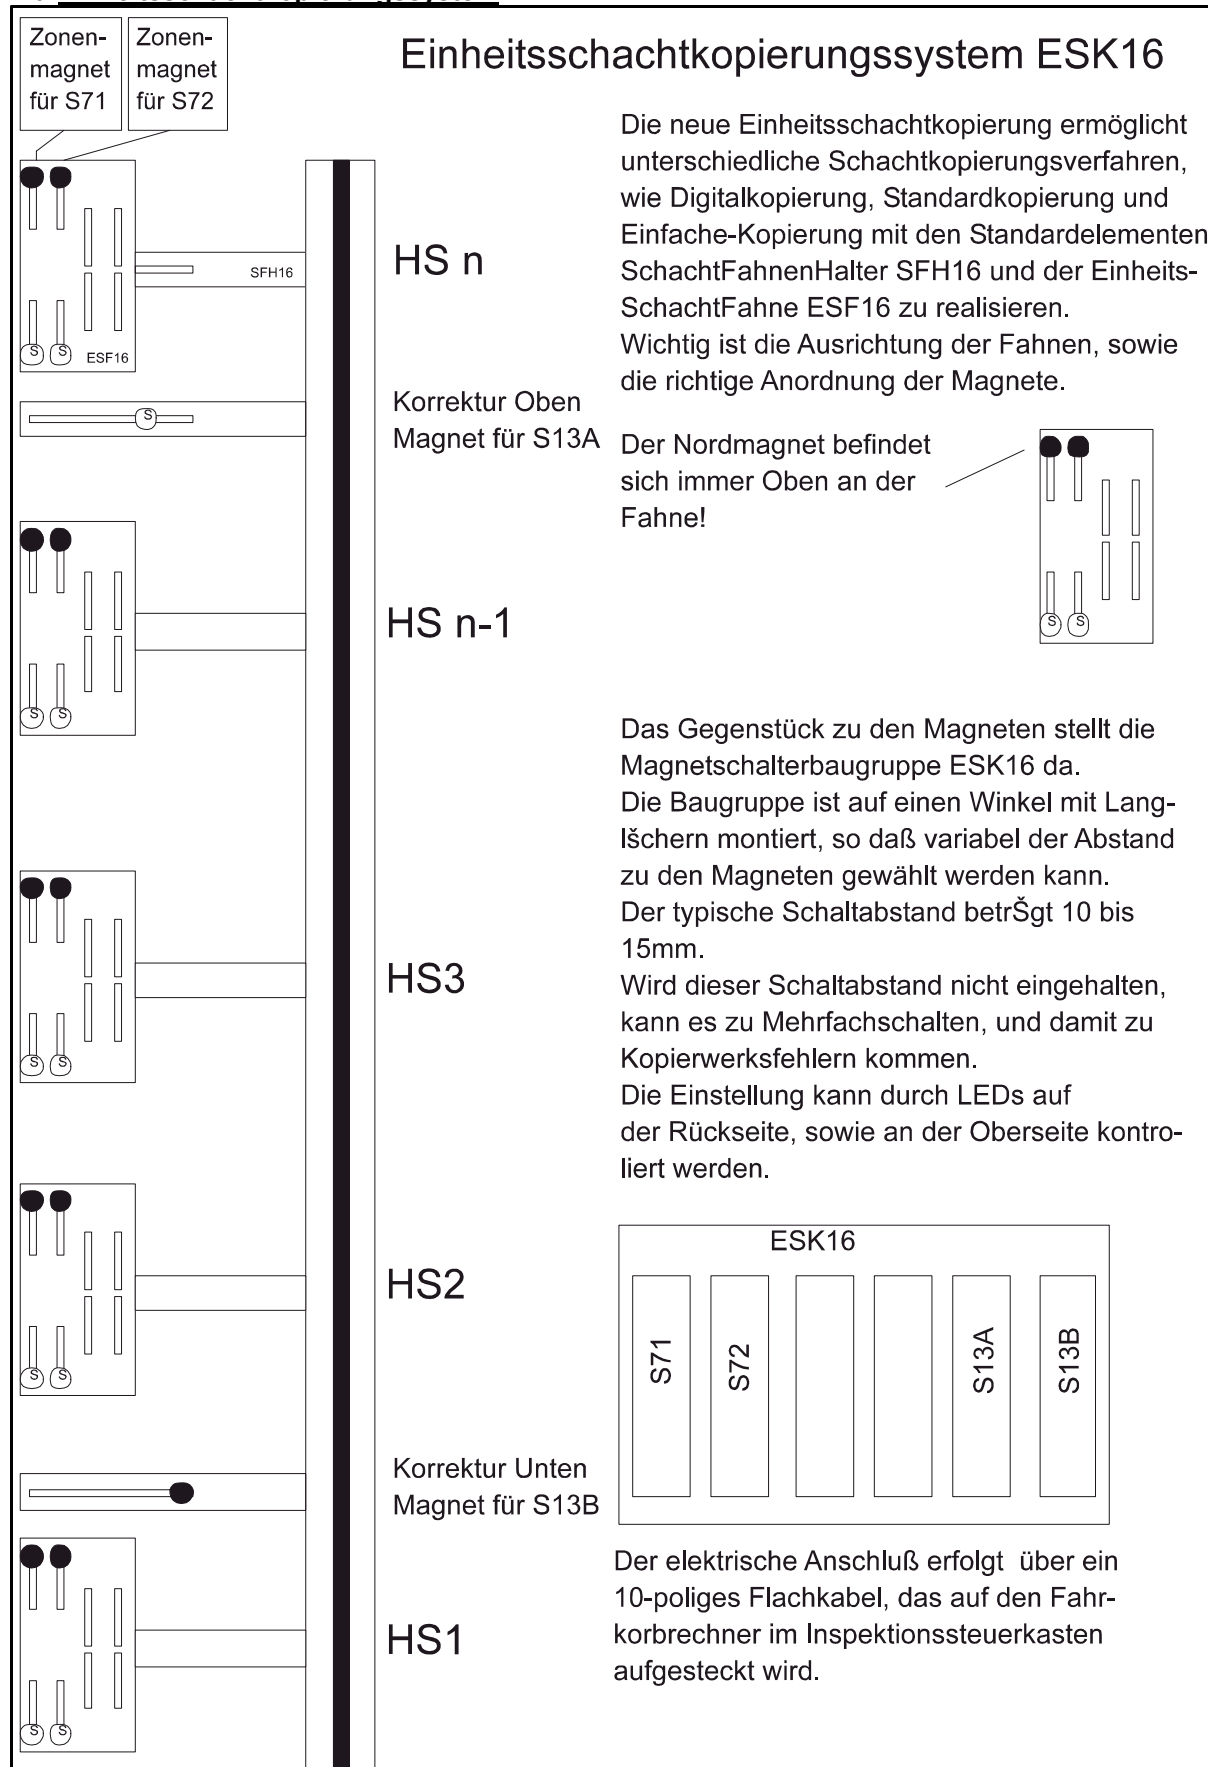 Einheitsschachtkopierungssystem ESK16
Zonen-
magnet
für S71
Zonen-
magnet
für S72
Die neue Einheitsschachtkopierung ermöglicht
unterschiedliche Schachtkopierungsverfahren,
wie Digitalkopierung, Standardkopierung und
Einfache-Kopierung mit den Standardelementen
SchachtFahnenHalter SFH16 und der Einheits-
SchachtFahne ESF16 zu realisieren.
Wichtig ist die Ausrichtung der Fahnen, sowie
die richtige Anordnung der Magnete.
HS n
SFH16
S
S
ESF16
Korrektur Oben
Magnet für S13A
S
Der Nordmagnet befindet
sich immer Oben an der
Fahne!
S
S
HS n-1
S
S
Das Gegenstück zu den Magneten stellt die
Magnetschalterbaugruppe ESK16 da.
Die Baugruppe ist auf einen Winkel mit Lang-
lšchern montiert, so daß variabel der Abstand
zu den Magneten gewählt werden kann.
Der typische Schaltabstand betrŠgt 10 bis
15mm.
Wird dieser Schaltabstand nicht eingehalten,
kann es zu Mehrfachschalten, und damit zu
Kopierwerksfehlern kommen.
Die Einstellung kann durch LEDs auf
der Rückseite, sowie an der Oberseite kontro-
liert werden.
HS3
S
S
HS2
S
S
ESK16
S71
S72
S13A
S13B
Korrektur Unten
Magnet für S13B
Der elektrische Anschluß erfolgt über ein
10-poliges Flachkabel, das auf den Fahr-
korbrechner im Inspektionssteuerkasten
aufgesteckt wird.
HS1
S
S